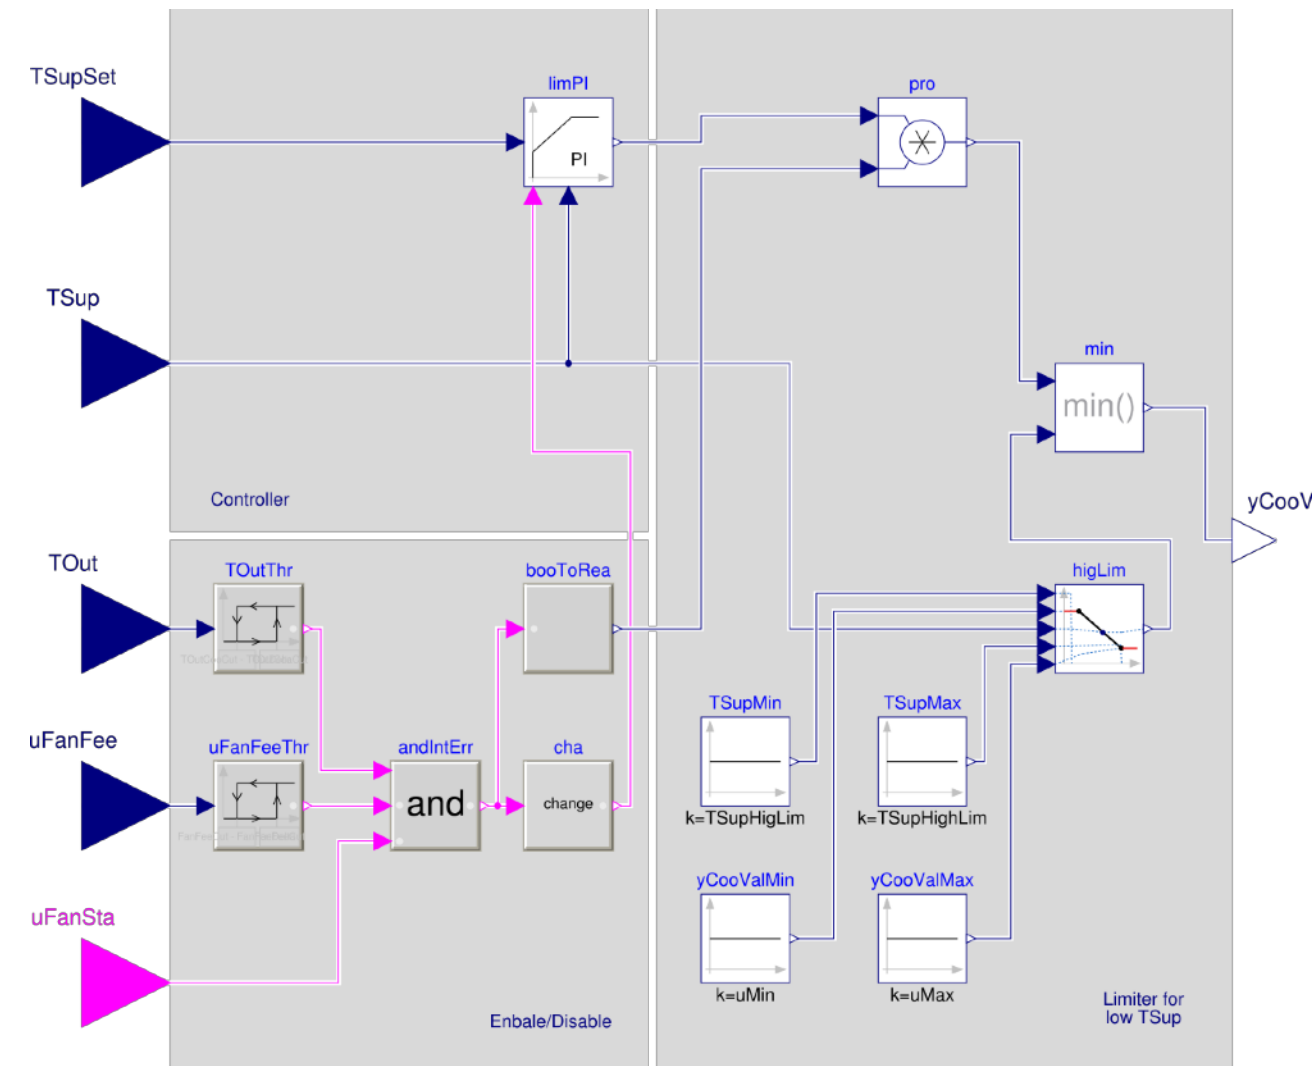 TSupSet
limPI
PI
pro
TSup
min
min()
Controller
yCooV
TOut
TOutThr
booToRea
higLim
TSupMin
TSupMax
uFanFee
uFanFeeThr
andIntErr
cha
and
change
k=TSupHigLim
k=TSupHighLim
yCooValMin
yCooValMax
uFanSta
k=uMin
k=uMax
Enbale/Disable
Limiter for
low TSup